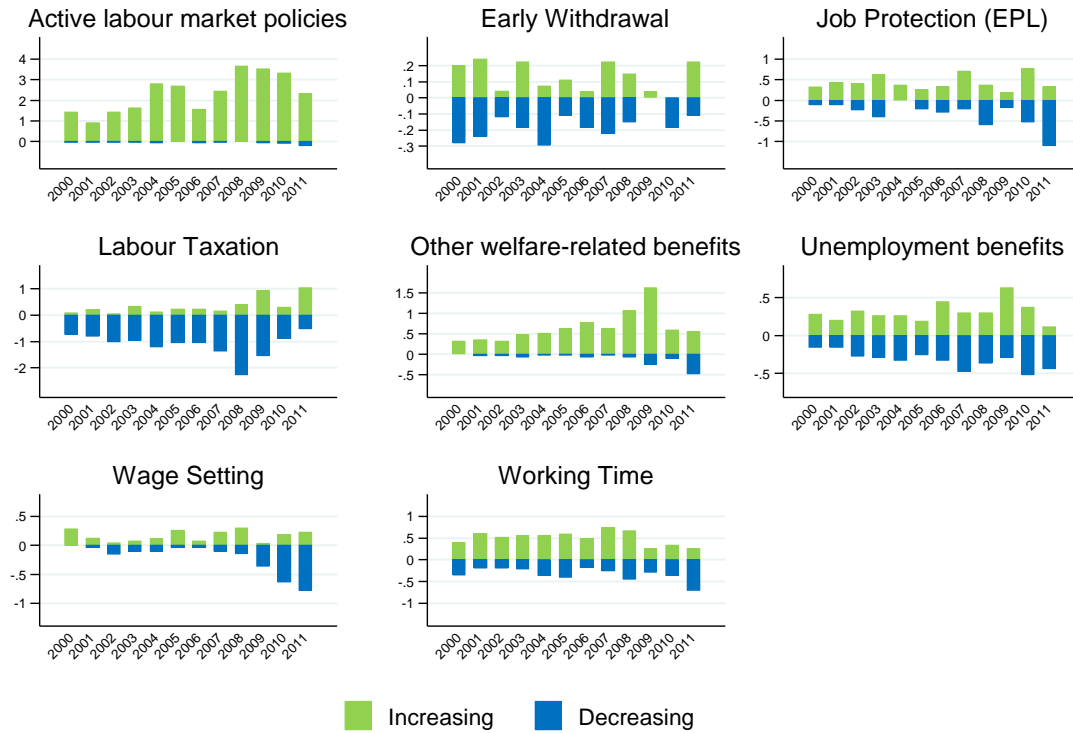 Active labour market policies
4
3
2
1
0
2000 2001 2002 2003 2004 2005 2006 2007 2008 2009 2010 2011
Early Withdrawal
.2
.1
0
-.1
-.2
-.3
2000 2001 2002 2003 2004 2005 2006 2007 2008 2009 2010 2011
Job Protection (EPL)
1
.5
0
-.5
-1
2000 2001 2002 2003 2004 2005 2006 2007 2008 2009 2010 2011
Labour Taxation
1
0
-1
-2
2000 2001 2002 2003 2004 2005 2006 2007 2008 2009 2010 2011
Other welfare-related benefits
1.5
1
.5
0
-.5
2000 2001 2002 2003 2004 2005 2006 2007 2008 2009 2010 2011
Unemployment benefits
.5
0
-.5
2000 2001 2002 2003 2004 2005 2006 2007 2008 2009 2010 2011
Wage Setting
.5
0
-.5
-1
2000 2001 2002 2003 2004 2005 2006 2007 2008 2009 2010 2011
Working Time
1
.5
0
-.5
-1
2000 2001 2002 2003 2004 2005 2006 2007 2008 2009 2010 2011
Increasing Decreasing